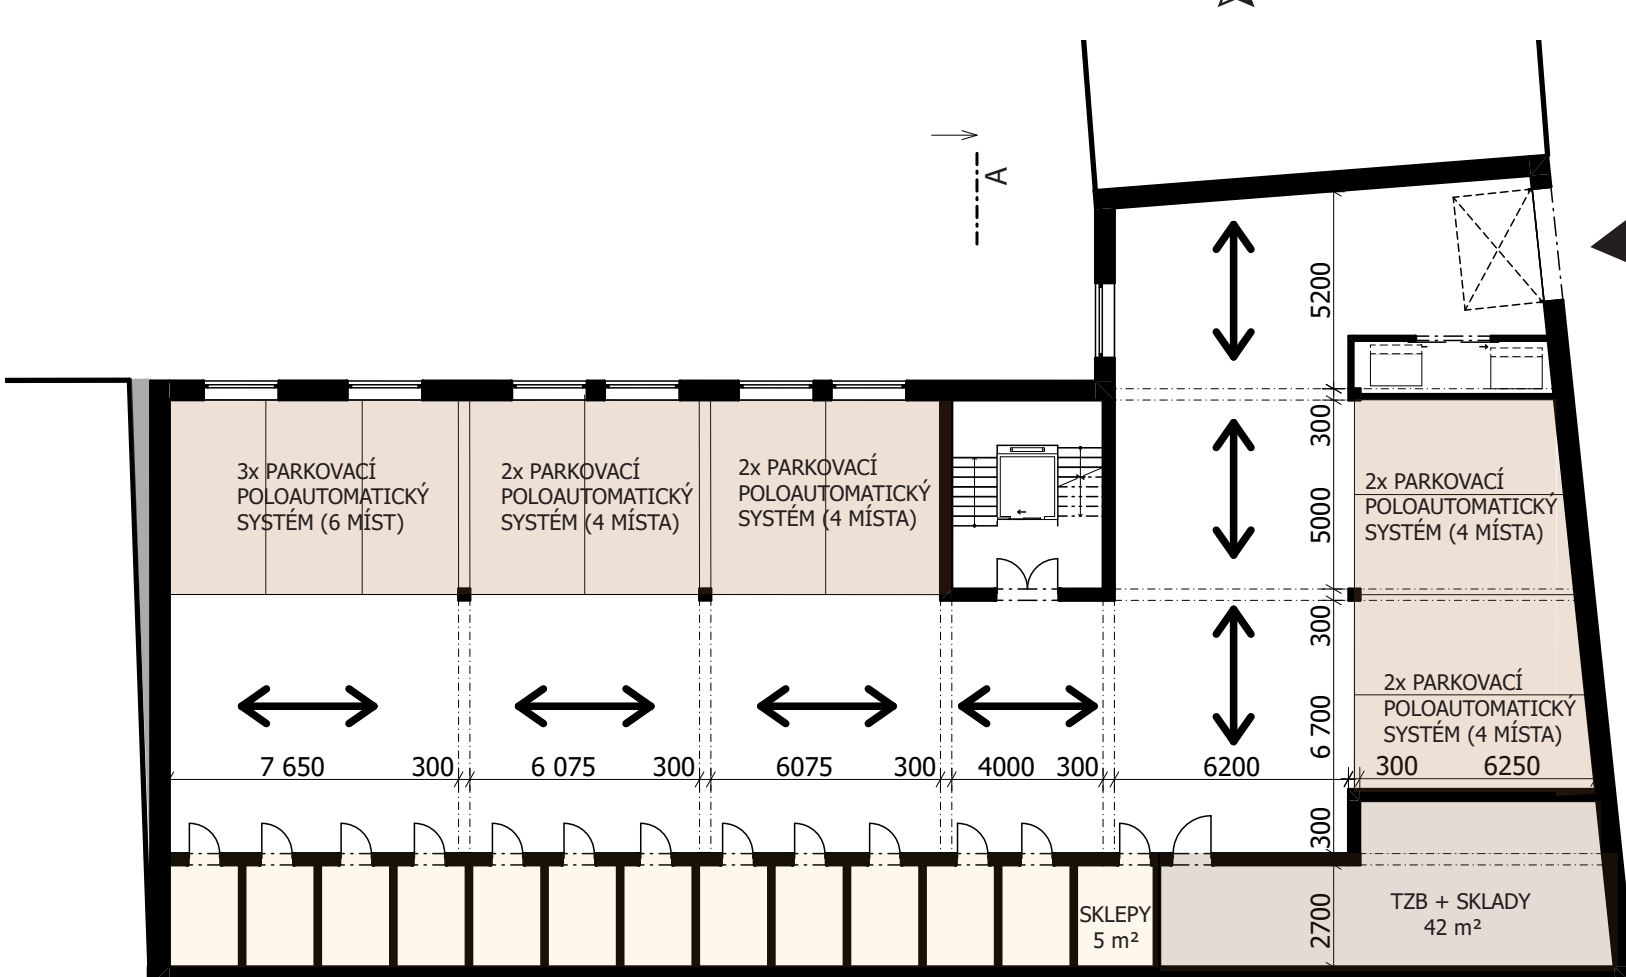 A
5200
300
3x PARKOVACÍ
POLOAUTOMATICKÝ
SYSTÉM (6 MÍST)
2x PARKOVACÍ
POLOAUTOMATICKÝ
SYSTÉM (4 MÍSTA)
2x PARKOVACÍ
POLOAUTOMATICKÝ
SYSTÉM (4 MÍSTA)
5000
2x PARKOVACÍ
POLOAUTOMATICKÝ
SYSTÉM (4 MÍSTA)
300
6 700
2x PARKOVACÍ
POLOAUTOMATICKÝ
SYSTÉM (4 MÍSTA)
7 650 300 6 075 300 6075 300 4000 300 6200 300 6250
300
SKLEPY
5 m²
2700
TZB + SKLADY
42 m²